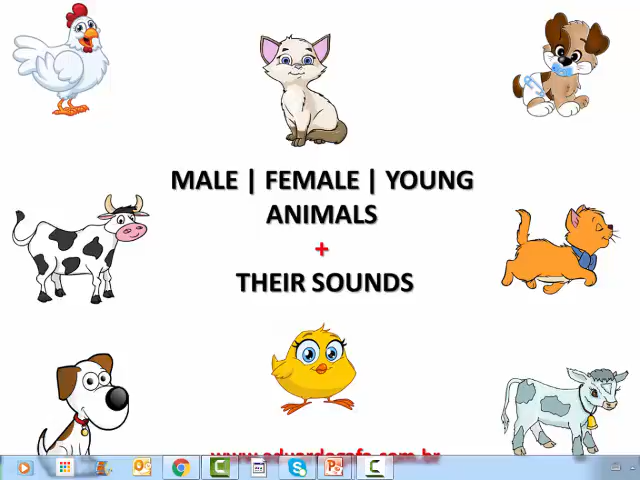 MALE | FEMALE | YOUNG
ANIMALS
+
THEIR SOUNDS